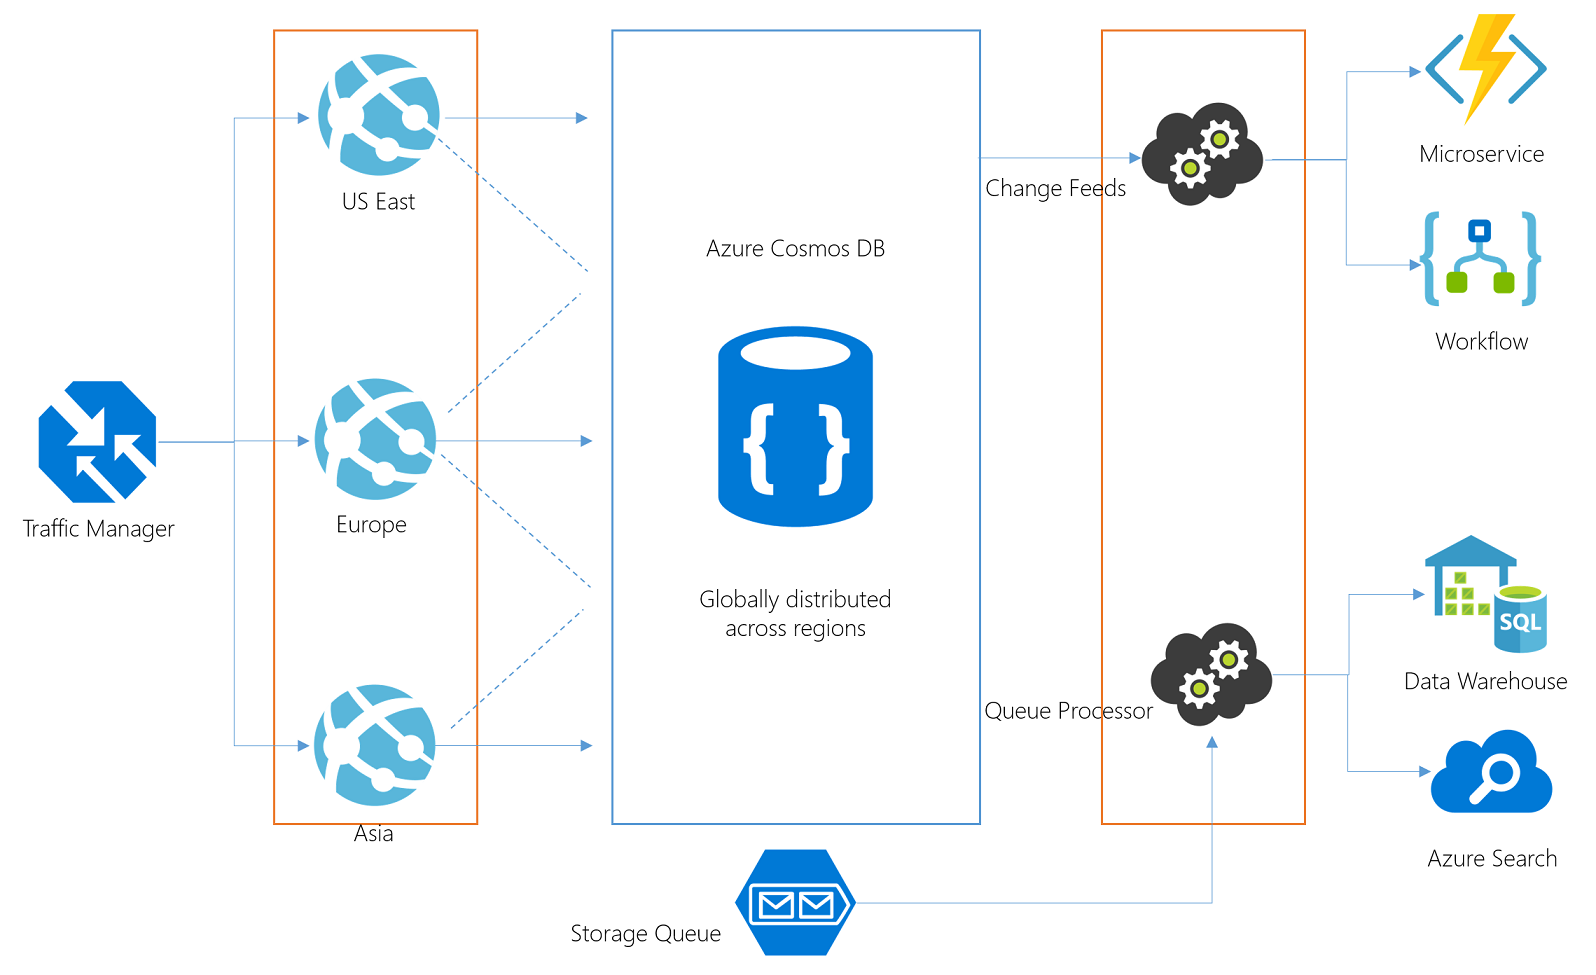 US East
Europe
Asia
Traffic Manager
Azure Cosmos DB
Globally distributed
across regions
Storage Queue
Change Feeds
Queue Processor
Microservice
Workflow
SQL
Data Warehouse
Azure Search